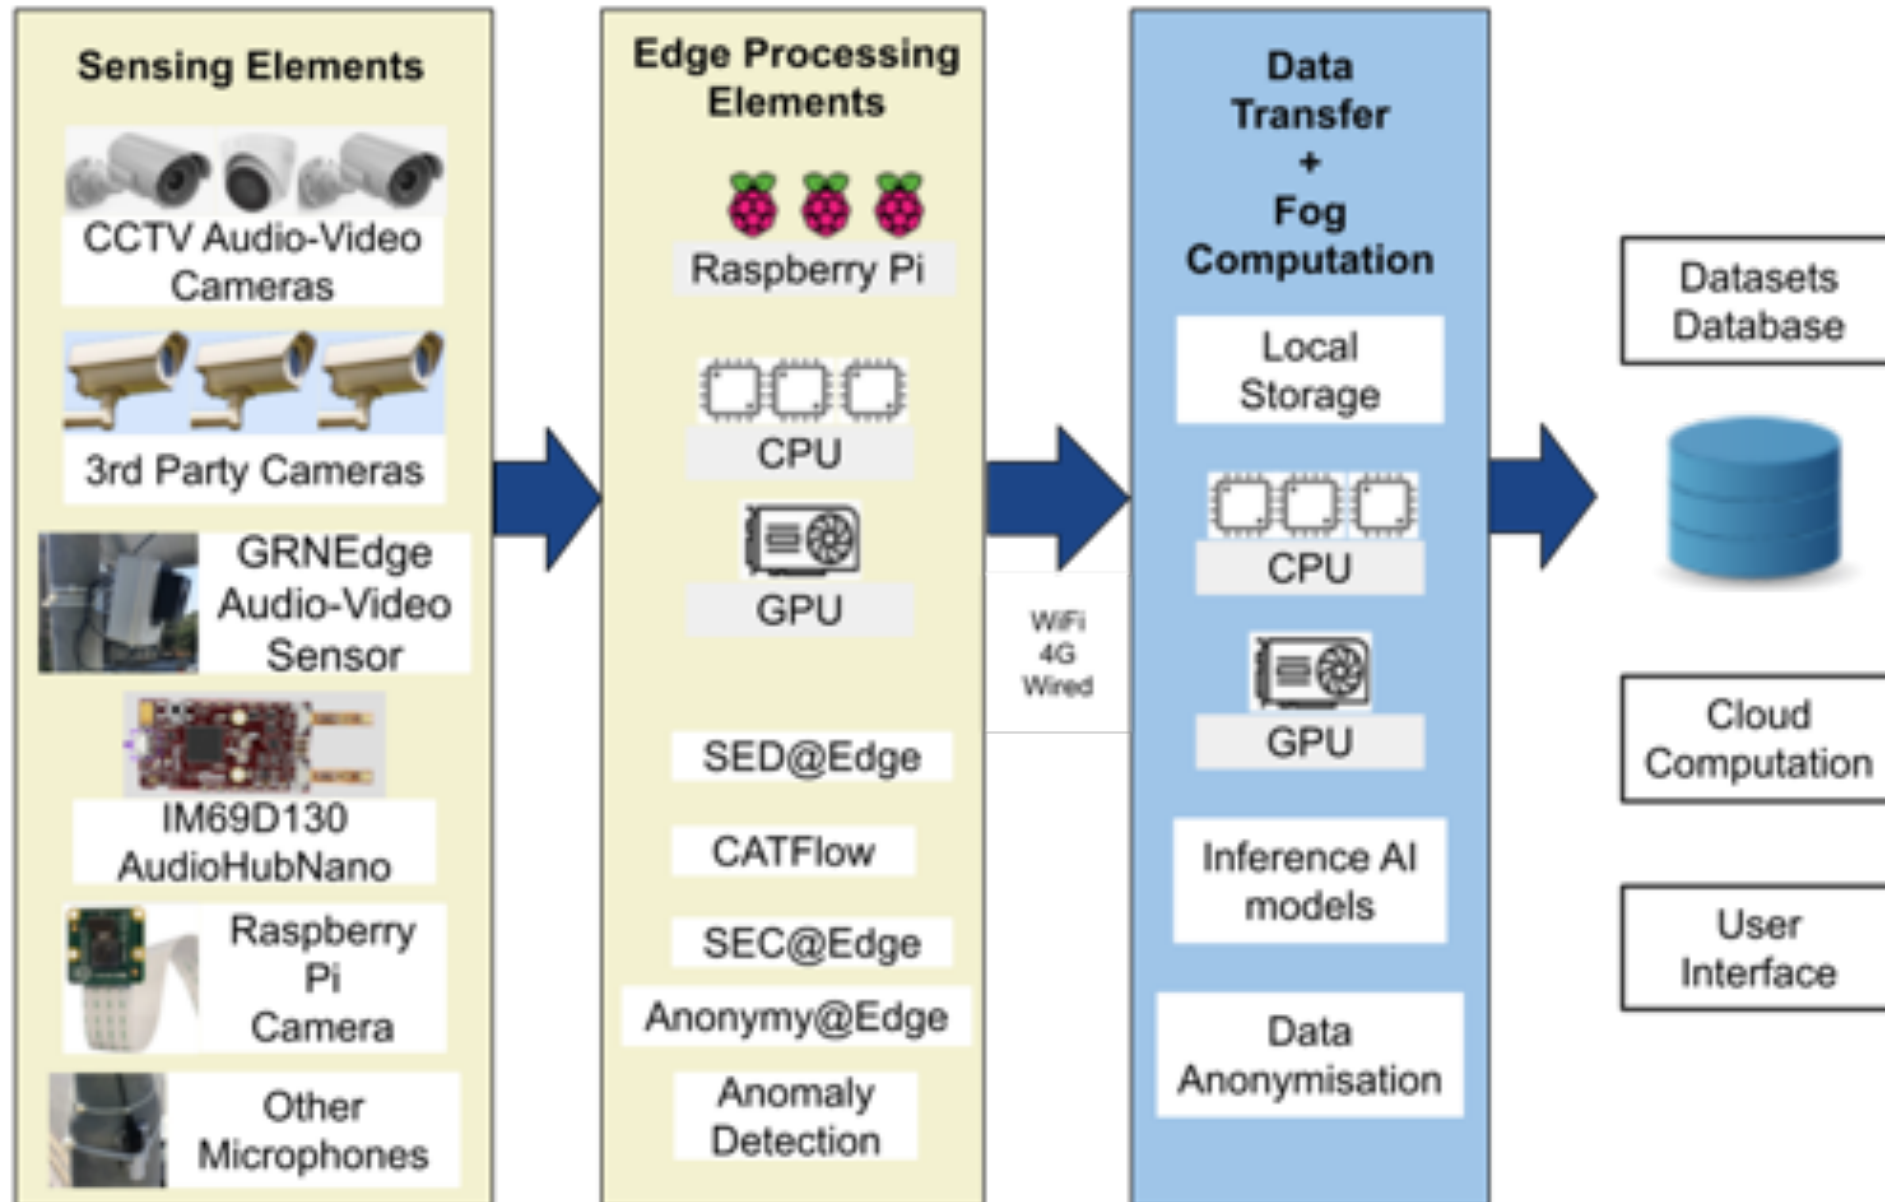 Sensing Elements
CCTV Audio-Video
Cameras
3rd Party Cameras
GRNEdge
Audio-Video
Sensor
IM69D130
AudioHubNano
Raspberry
Pi
Camera
Other
Microphones
Edge Processing
Elements
Raspberry Pi
CPU
GPU
SED@Edge
CATFlow
SEC@Edge
Anonymy@Edge
Anomaly
Detection
WiFi
4G
Wired
Data
Transfer
+
Fog
Computation
Local
Storage
CPU
GPU
Inference AI
models
Data
Anonymisation
Datasets
Database
Cloud
Computation
User
Interface